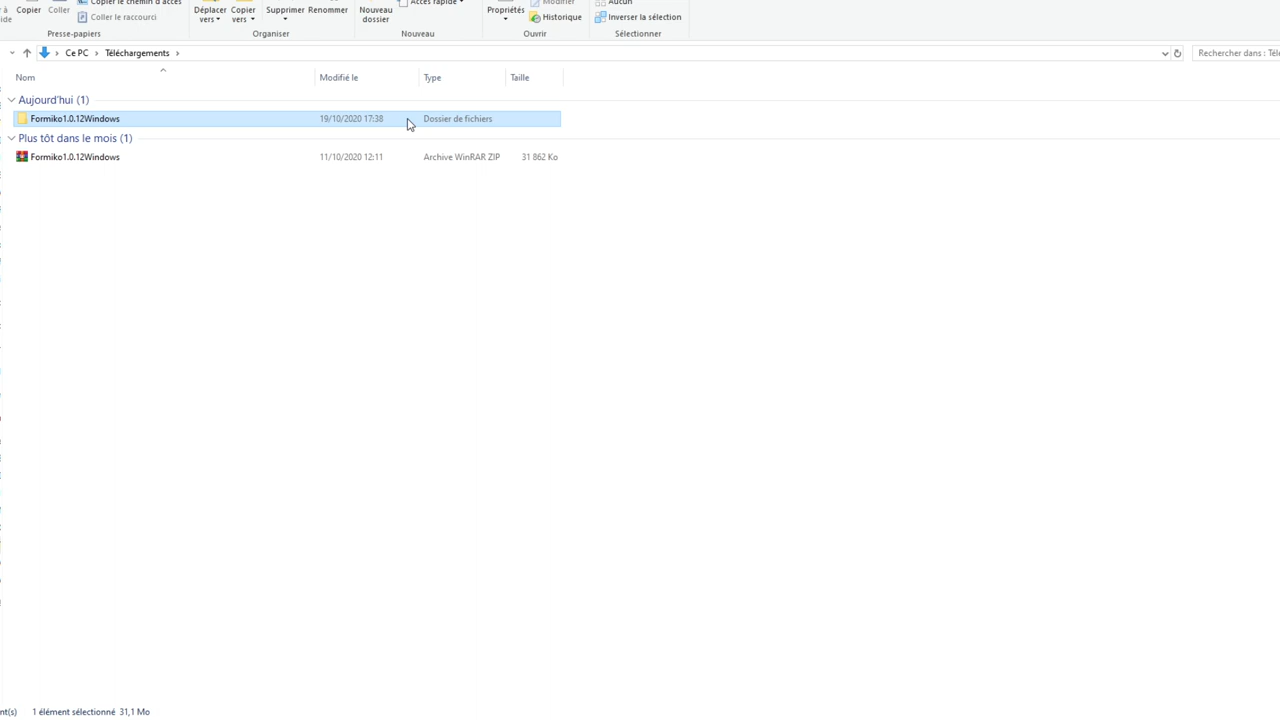 Copier Coller Copier le chemin d'accès
Coller le raccourci
Déplacer vers Copier vers Supprimer Renommer
Nouveau dossier
Accès rapide
Propriétés Modifier
Historique
Aucun
Inverser la sélection
Presse-papiers Organiser Nouveau Ouvrir Sélectionner
Ce PC > Téléchargements >
Rechercher dans : Tél
Nom Modifié le Type Taille
Aujourd'hui (1)
Formiko1.0.12Windows 19/10/2020 17:38 Dossier de fichiers
Plus tôt dans le mois (1)
Formiko1.0.12Windows 11/10/2020 12:11 Archive WinRAR ZIP 31 862 Ko
nt(s) 1 élément sélectionné 31,1 Mo